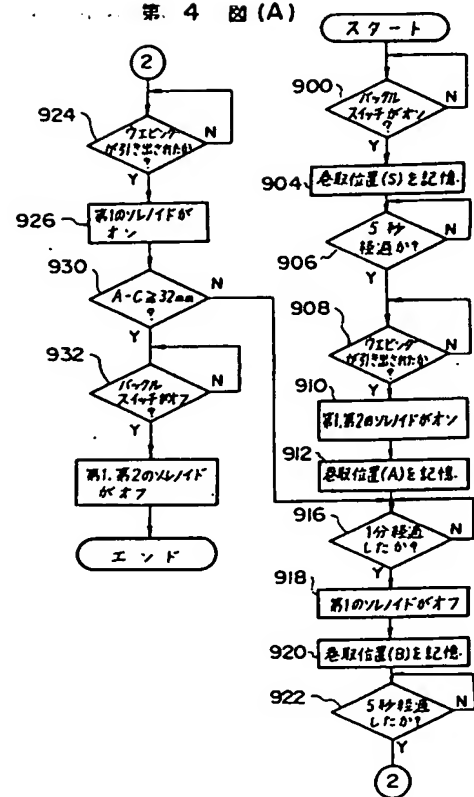 第 4 図 (A)
スタート
900
バックル
スイッチがオン
?
N
Y
904
巻取位置(S)を記憶.
906
5秒
経過か?
N
Y
908
ウエビング
が引き出されたか
?
N
Y
910
第1.第2のソレノイドがオン
912
巻取位置(A)を記憶.
916
1分経過
したか?
N
Y
918
第1のソレノイドがオフ
920
巻取位置(B)を記憶.
922
5秒経過
したか?
N
Y
2
2
924
ウエビング
が引き出されたか
?
N
Y
926
第1のソレノイドが
オン
930
A-C≧32mm
?
N
Y
932
バックル
スイッチがオフ
?
N
Y
第1.第2のソレノイド
がオフ
エンド